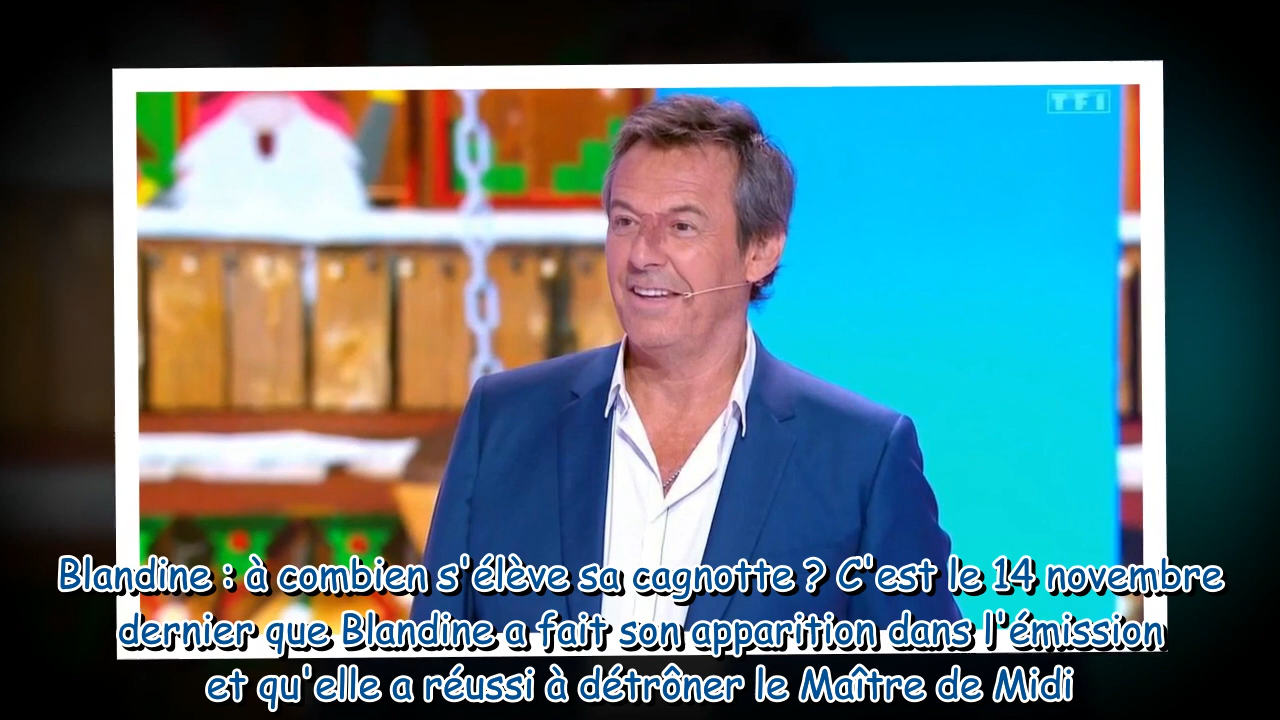 TF1
Blandine : à combien s'élève sa cagnotte ? C'est le 14 novembre
dernier que Blandine a fait son apparition dans l'émission
et qu'elle a réussi à détrôner le Maître de Midi